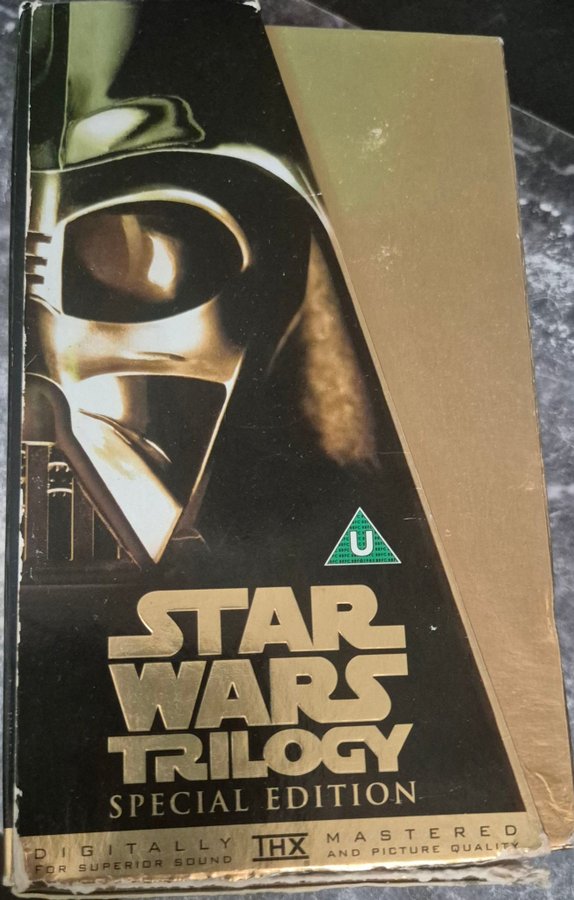 U
STAR
WARS
TRILOGY
SPECIAL EDITION
DIGITALLY THX MASTERED
FOR SUPERIOR SOUND AND PICTURE QUALITY